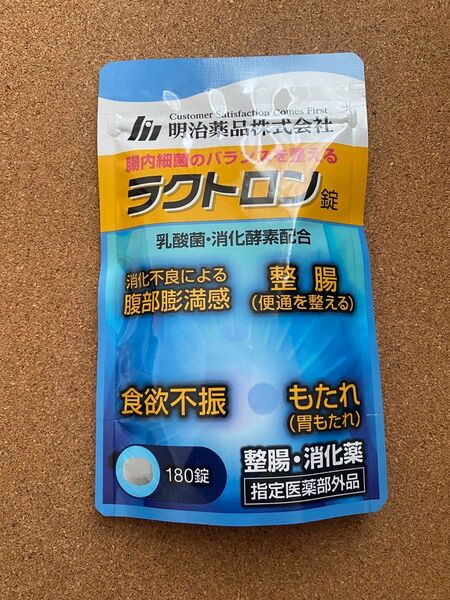 Customer Satisfaction Comes First
明治薬品株式会社
腸内細菌のバランスを整える
ラクトロン錠
乳酸菌・消化酵素配合
消化不良による
腹部膨満感
整腸
(便通を整える)
食欲不振
もたれ
(胃もたれ)
180錠
整腸・消化薬
指定医薬部外品